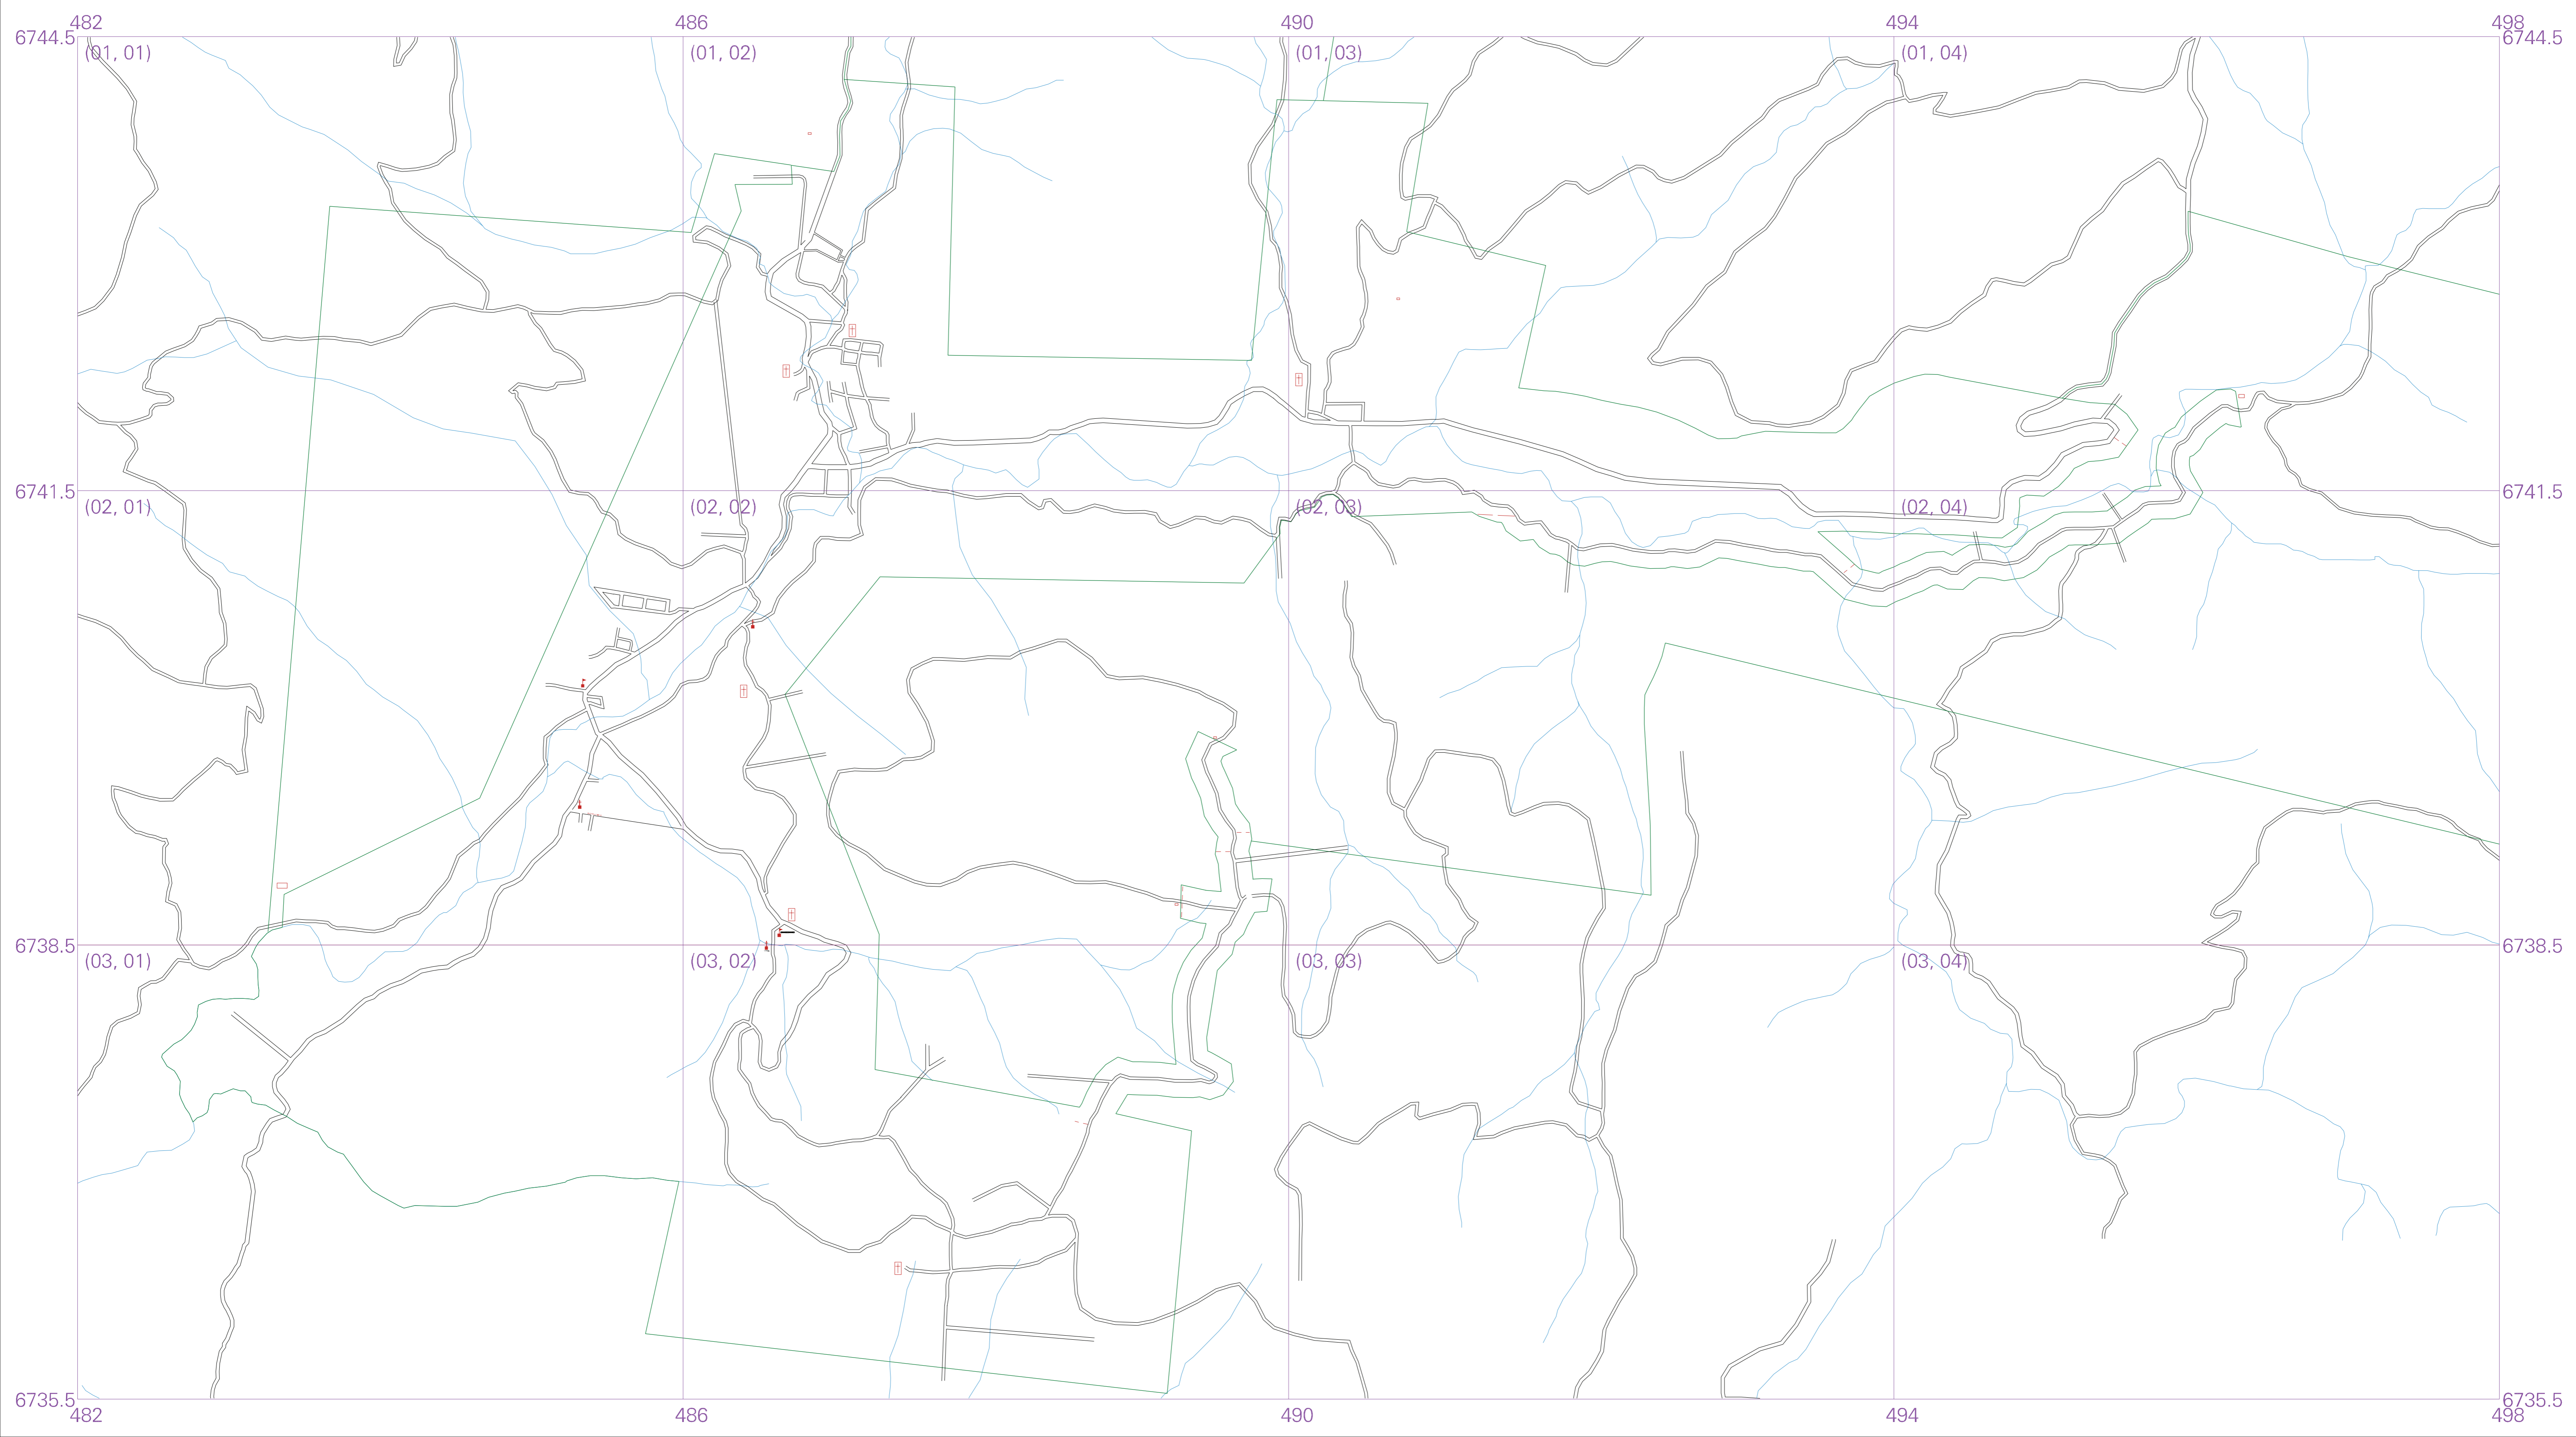 482 486 490 494 498
6744.5 6744.5
(01, 01) (01, 02) (01, 03) (01, 04)
6741.5 6741.5
(02, 01) (02, 02) (02, 03) (02, 04)
6738.5 6738.5
(03, 01) (03, 02) (03, 03) (03, 04)
6735.5 6735.5
482 486 490 494 498